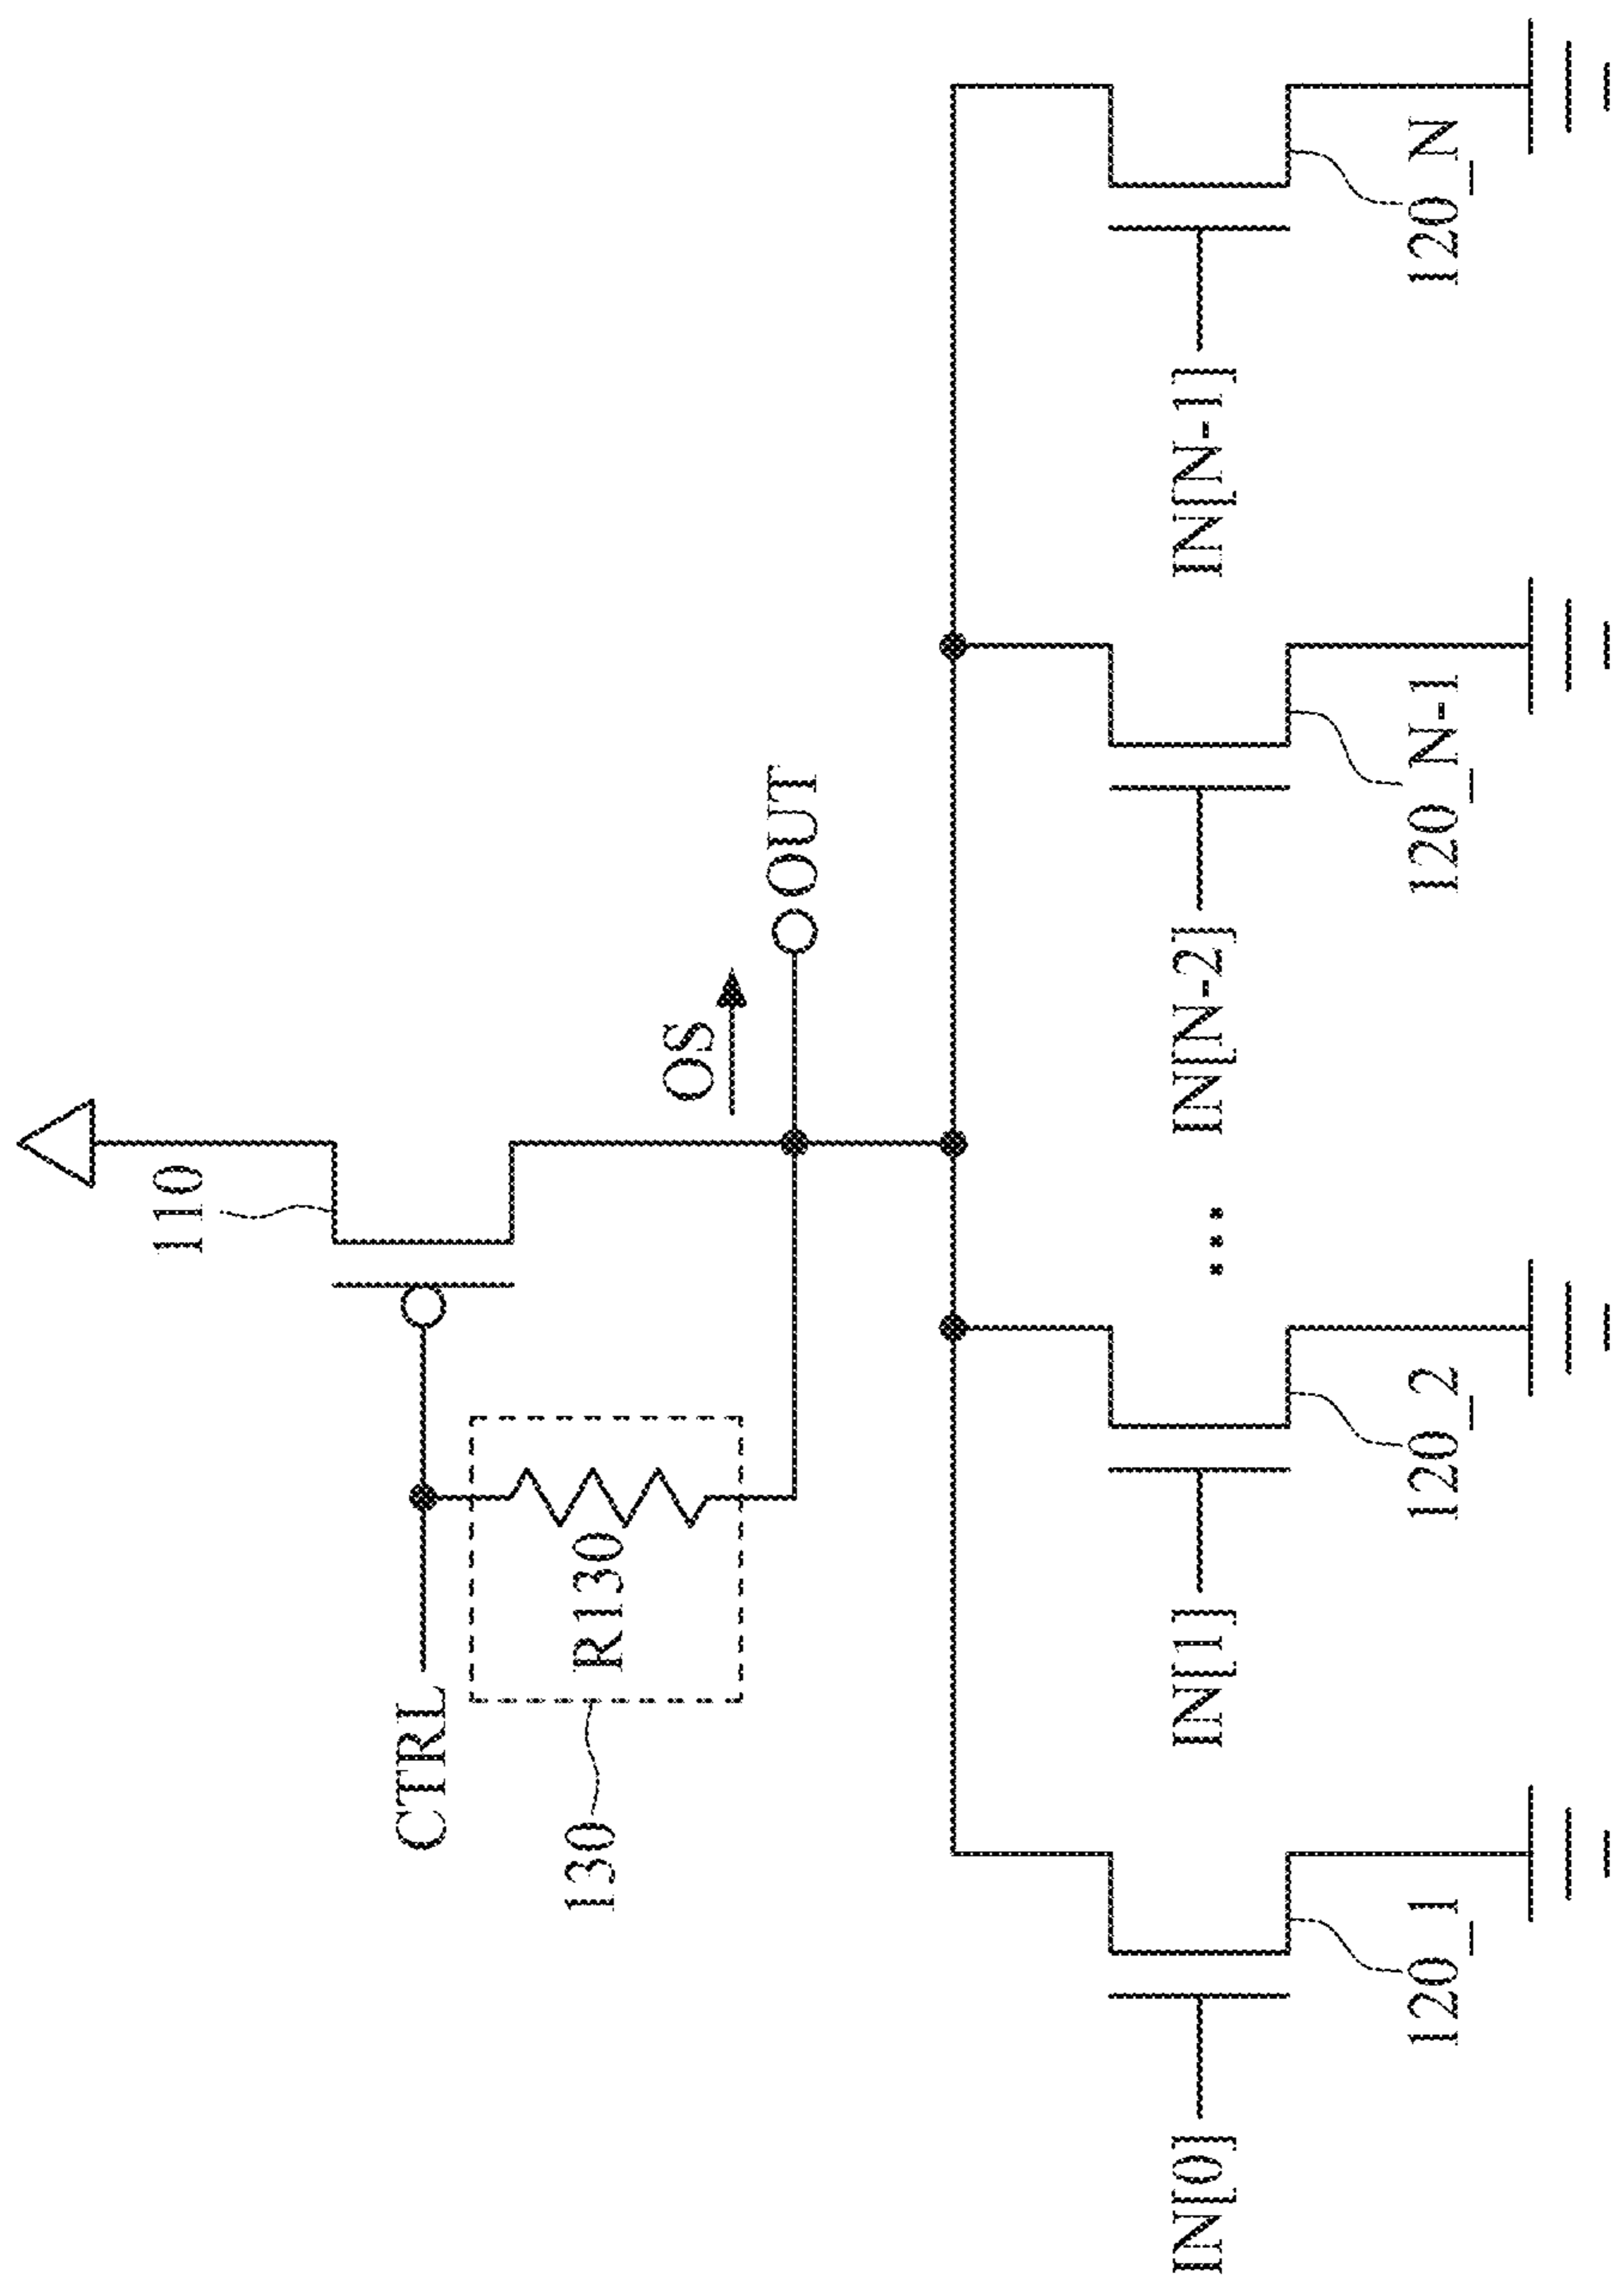 110
CTRL
R130
130
OS
OUT
IN[0]
IN[1]
...
IN[N-2]
IN[N-1]
120_1
120_2
120_N-1
120_N